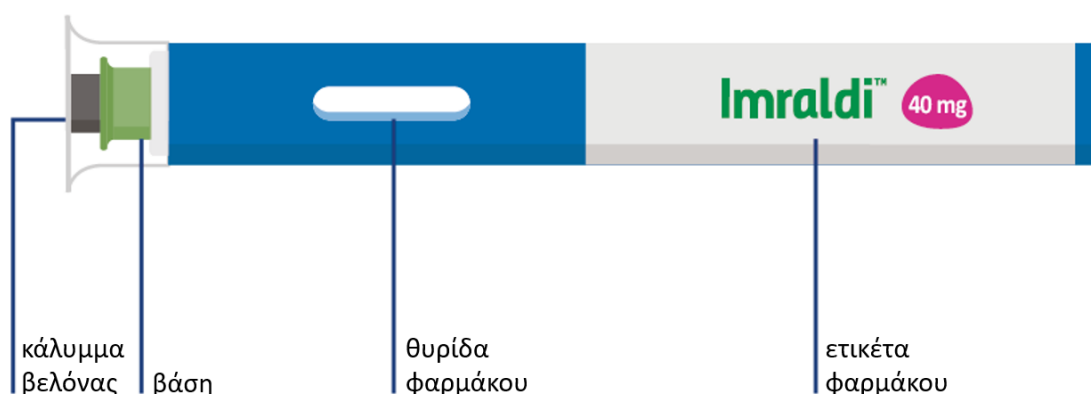 Imraldi™ 40 mg
κάλυμμα
βελόνας
βάση
θυρίδα
φαρμάκου
ετικέτα
φαρμάκου